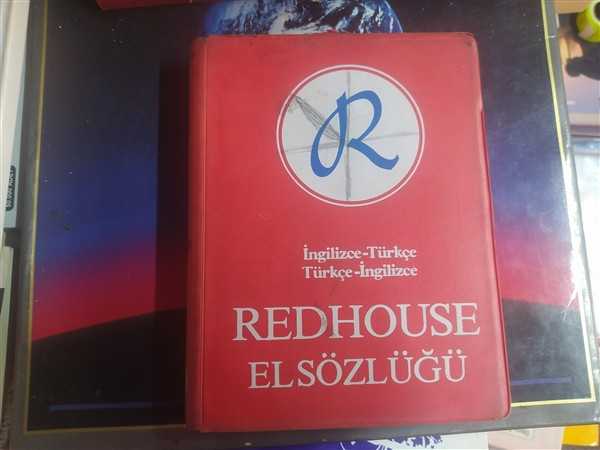 R
İngilizce-Türkçe
Türkçe-İngilizce
REDHOUSE
EL SÖZLÜĞÜ